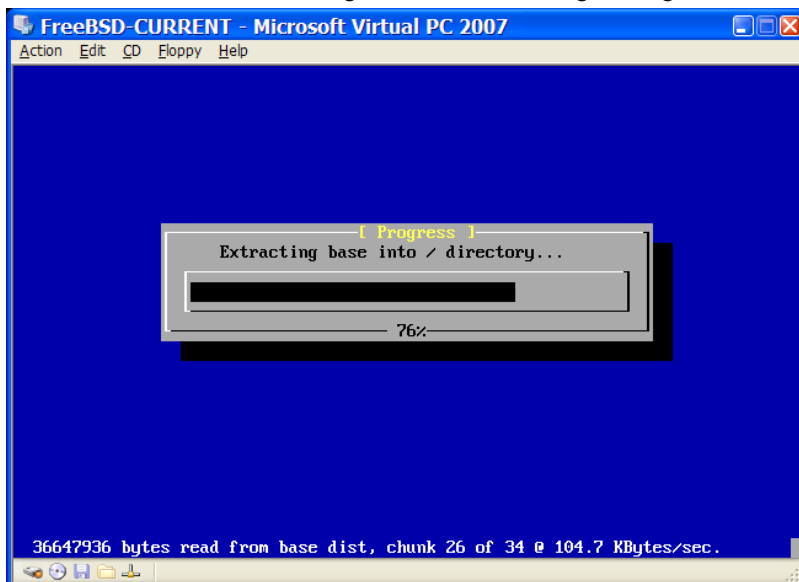 FreeBSD-CURRENT - Microsoft Virtual PC 2007
Action Edit CD Floppy Help
[ Progress ]
Extracting base into / directory...
76%
36647936 bytes read from base dist, chunk 26 of 34 @ 104.7 KBytes/sec.